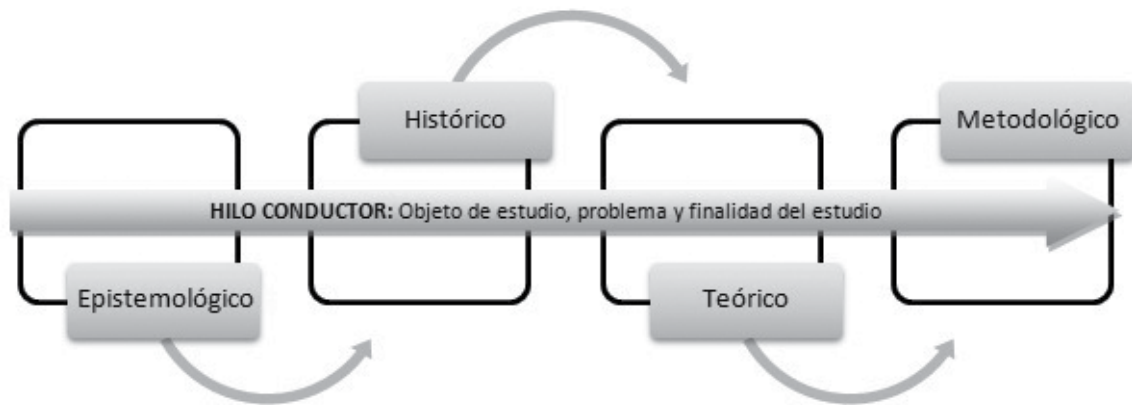 Histórico
Metodológico
HILO CONDUCTOR: Objeto de estudio, problema y finalidad del estudio
Epistemológico
Teórico